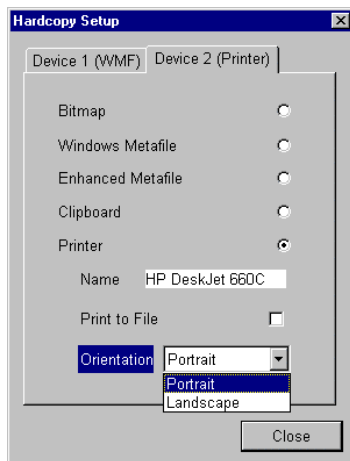 Hardcopy Setup
Device 1 (WMF) Device 2 (Printer)
Bitmap
Windows Metafile
Enhanced Metafile
Clipboard
Printer
Name HP DeskJet 660C
Print to File
Orientation Portrait
Portrait
Landscape
Close